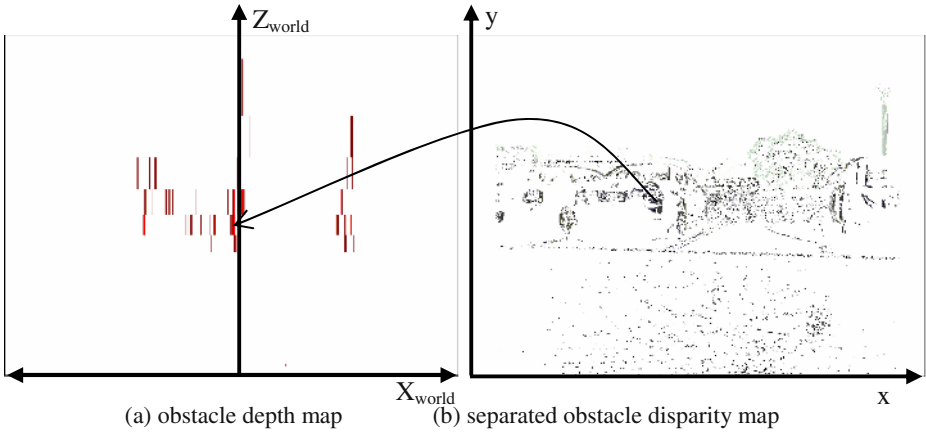 Z_world
y
X_world
x
(a) obstacle depth map
(b) separated obstacle disparity map